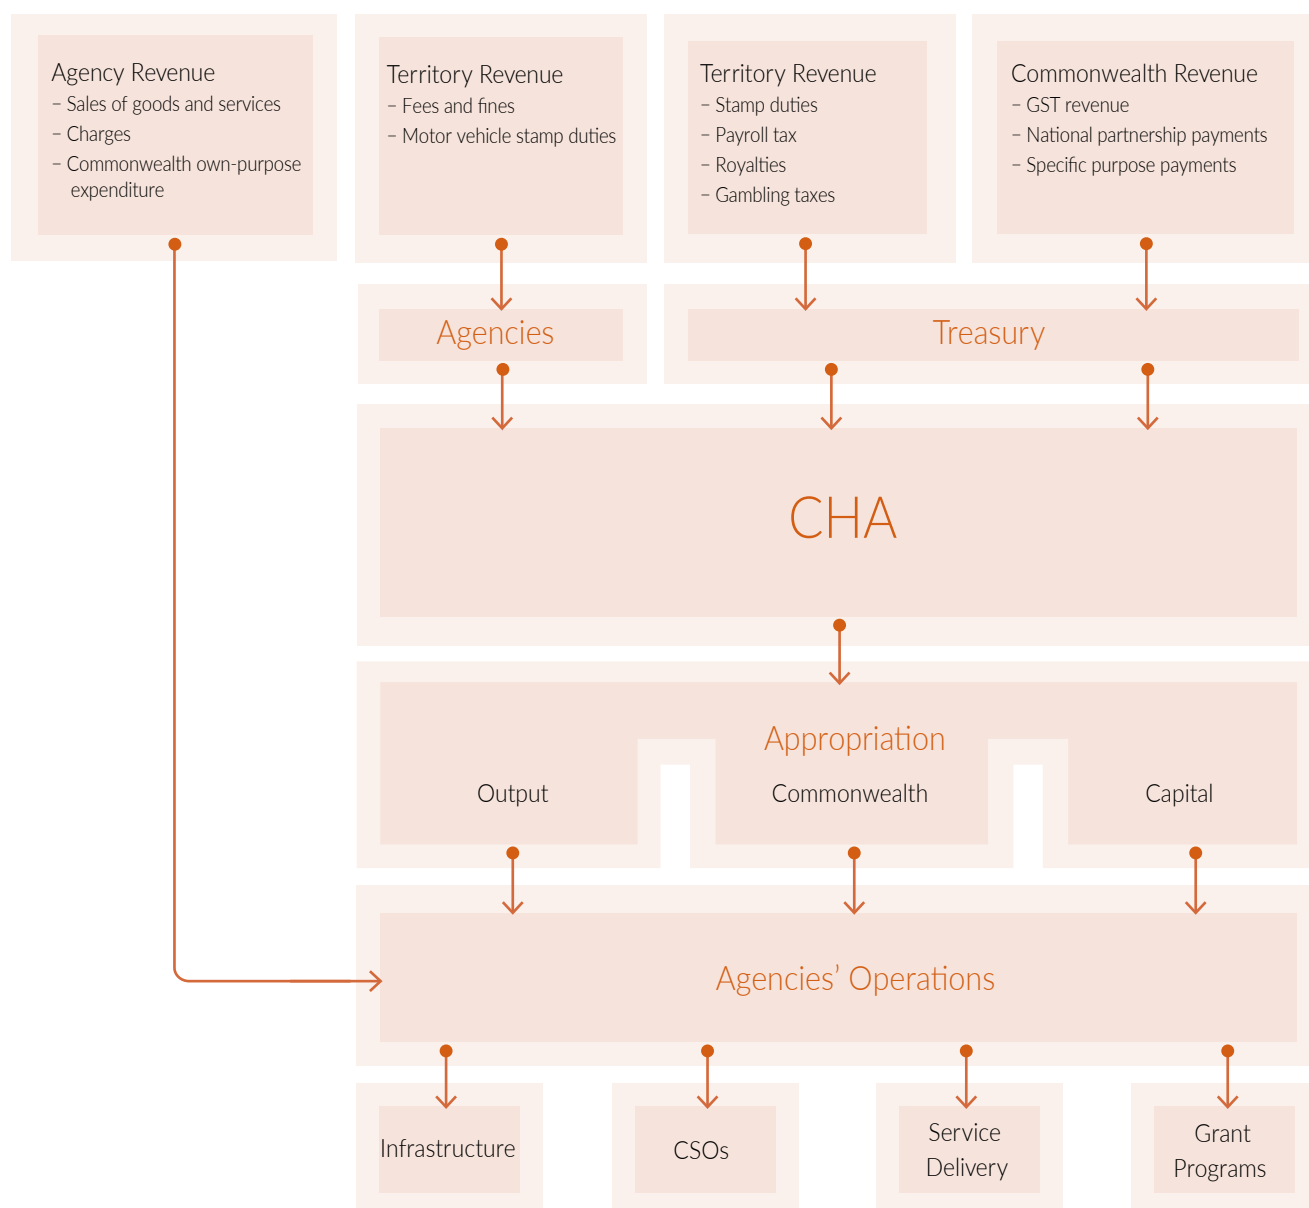 Agency Revenue
– Sales of goods and services
– Charges
– Commonwealth own-purpose
expenditure
Territory Revenue
– Fees and fines
– Motor vehicle stamp duties
Territory Revenue
– Stamp duties
– Payroll tax
– Royalties
– Gambling taxes
Commonwealth Revenue
– GST revenue
– National partnership payments
– Specific purpose payments
Agencies
Treasury
CHA
Appropriation
Output
Commonwealth
Capital
Agencies’ Operations
Infrastructure
CSOs
Service
Delivery
Grant
Programs